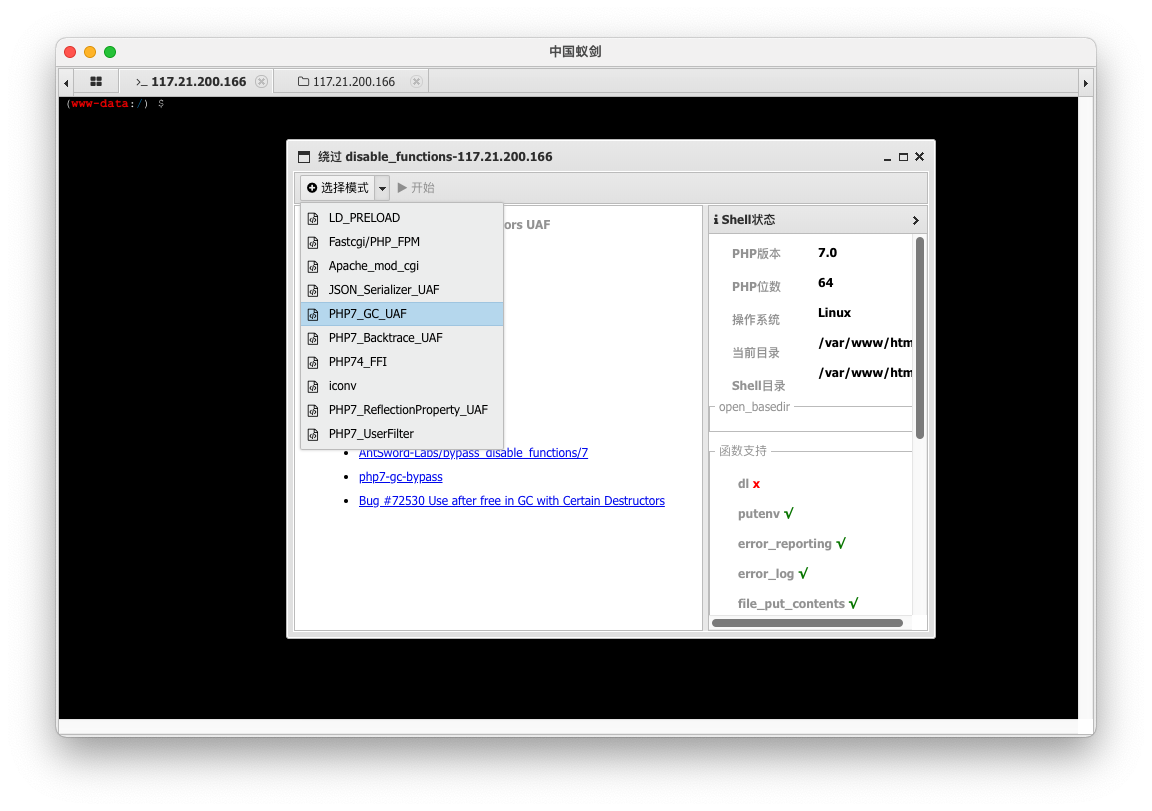 中国蚁剑
>_ 117.21.200.166
117.21.200.166
(www-data:/) $
绕过 disable_functions-117.21.200.166
选择模式
开始
LD_PRELOAD
Fastcgi/PHP_FPM
Apache_mod_cgi
JSON_Serializer_UAF
PHP7_GC_UAF
PHP7_Backtrace_UAF
PHP74_FFI
iconv
PHP7_ReflectionProperty_UAF
PHP7_UserFilter
ors UAF
AntSword-Labs/bypass_disable_functions/7
php7-gc-bypass
Bug #72530 Use after free in GC with Certain Destructors
Shell状态
PHP版本 7.0
PHP位数 64
操作系统 Linux
当前目录 /var/www/htm
Shell目录 /var/www/htm
open_basedir
函数支持
dl x
putenv √
error_reporting √
error_log √
file_put_contents √